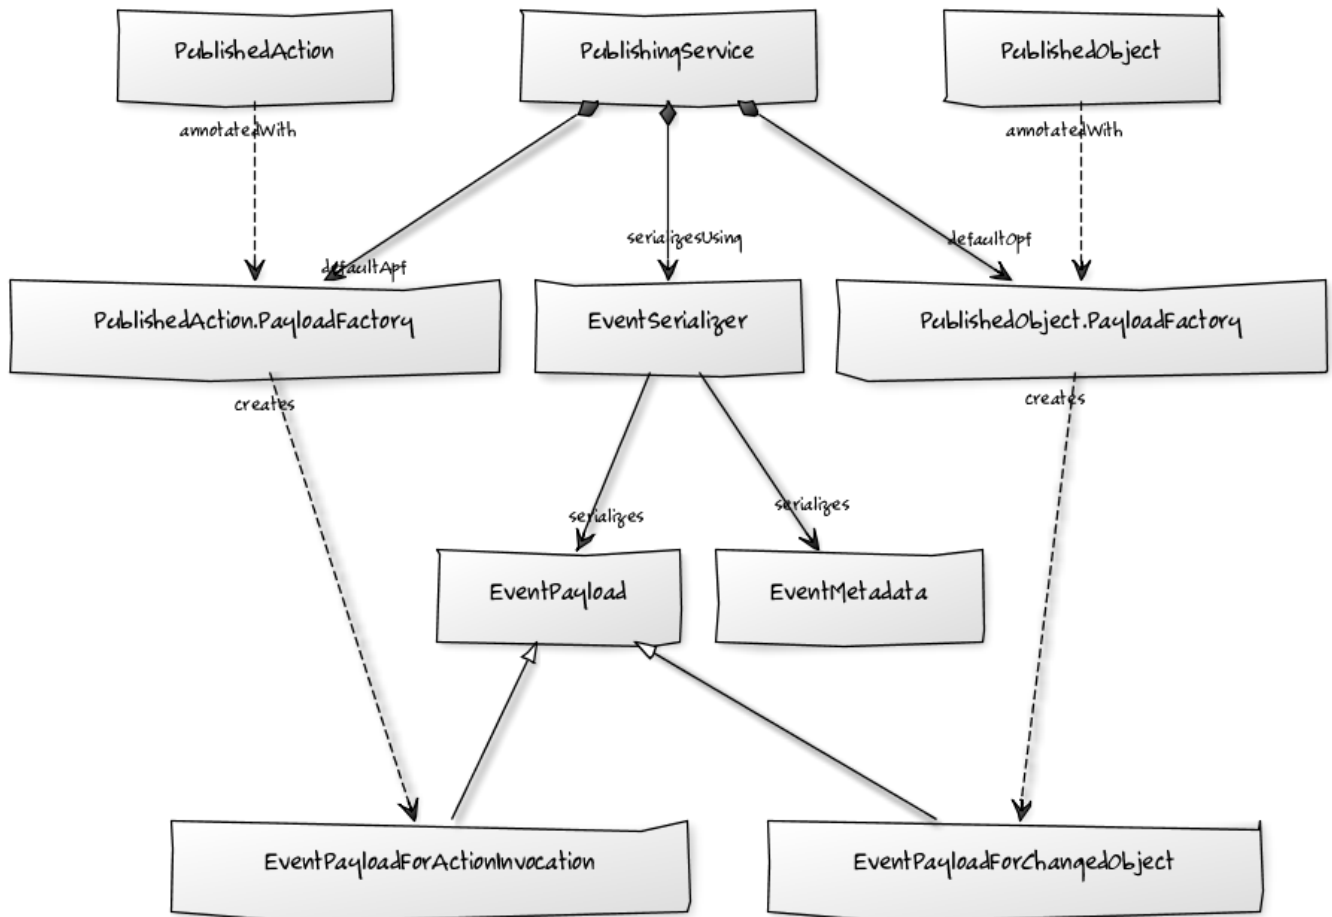 PublishedAction
PublishingService
PublishedObject
annotatedWith
annotatedWith
serializesUsing
defaultOpf
defaultApf
PublishedAction.PayloadFactory
EventSerializer
PublishedObject.PayloadFactory
creates
creates
serializes
serializes
EventPayload
EventMetadata
EventPayloadForActionInvocation
EventPayloadForChangedObject